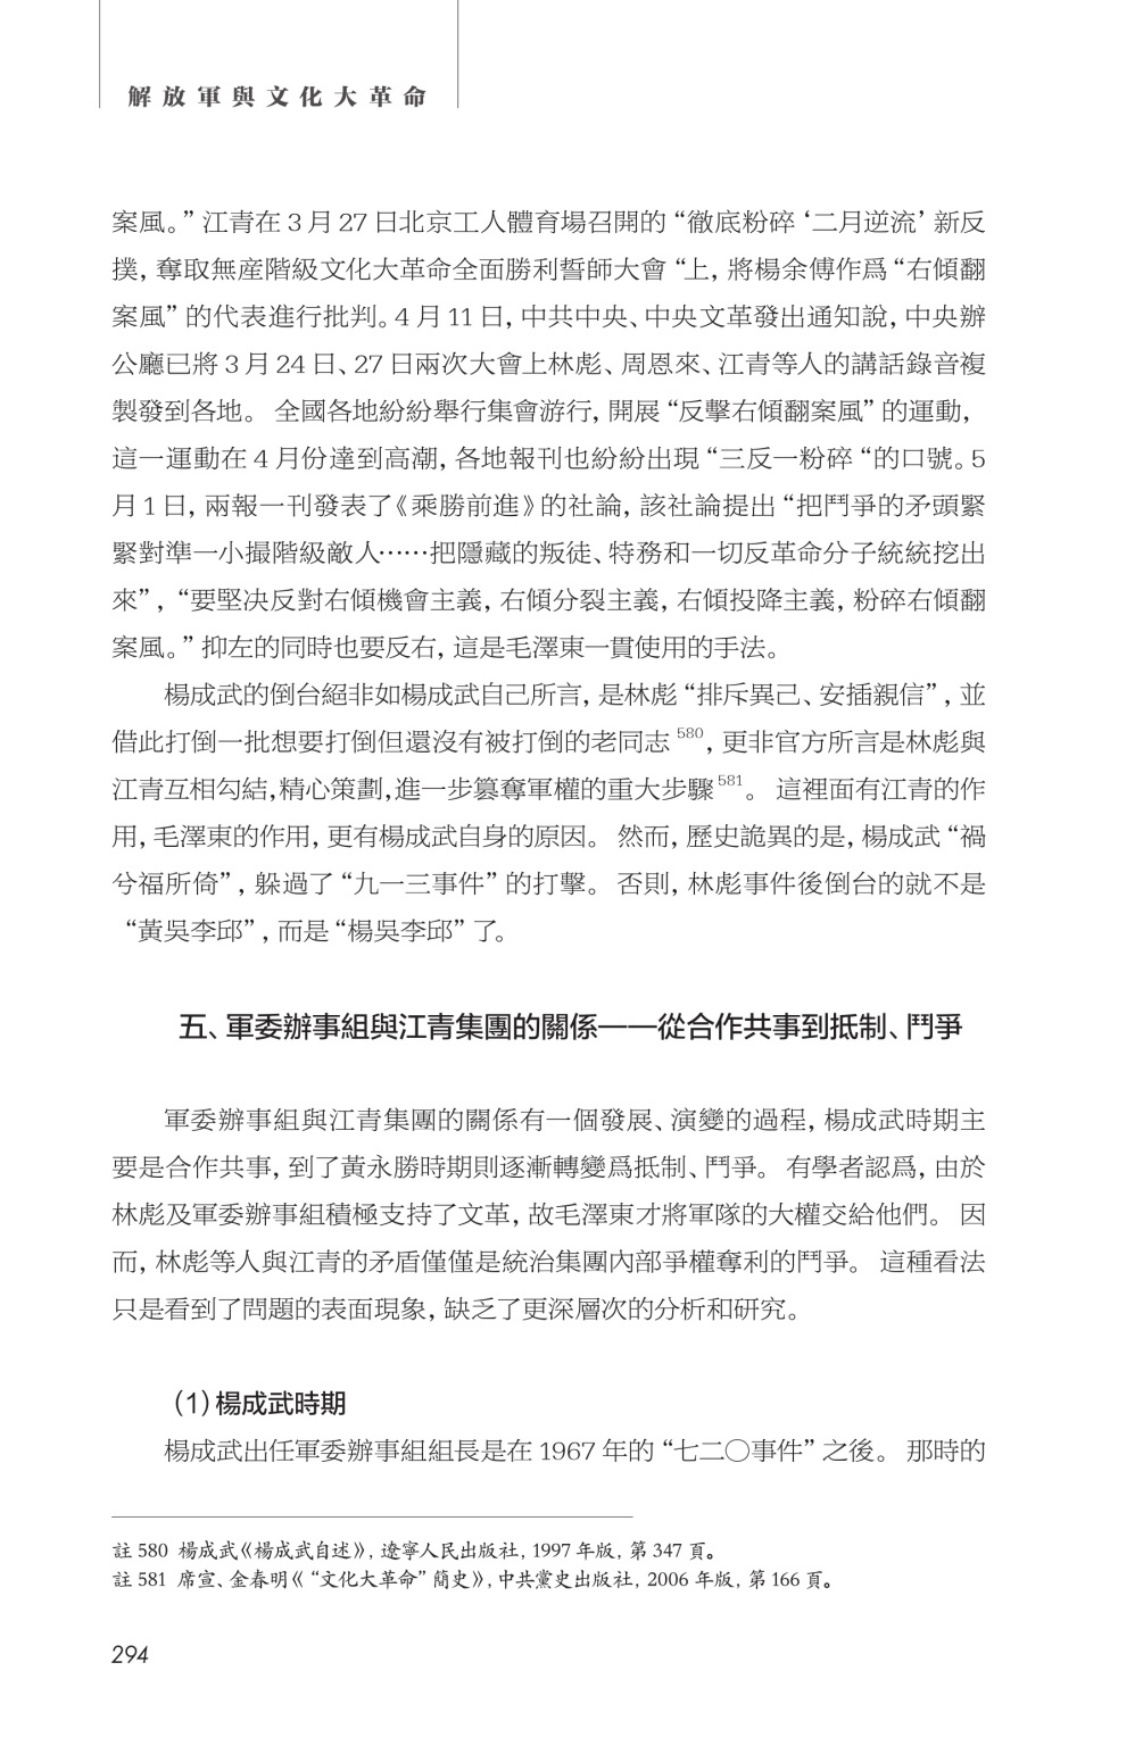 解放軍與文化大革命
案風。”江青在3月27日北京工人體育場召開的“徹底粉碎‘二月逆流’新反
撲，奪取無産階級文化大革命全面勝利誓師大會“上，將楊余傅作爲“右傾翻
案風”的代表進行批判。4月11日，中共中央、中央文革發出通知說，中央辦
公廳已將3月24日、27日兩次大會上林彪、周恩來、江青等人的講話錄音複
製發到各地。 全國各地紛紛舉行集會游行，開展“反擊右傾翻案風”的運動，
這一運動在4月份達到高潮，各地報刊也紛紛出現“三反一粉碎“的口號。5
月1日，兩報一刊發表了《乘勝前進》的社論，該社論提出“把鬥爭的矛頭緊
緊對準一小撮階級敵人⋯⋯把隱藏的叛徒、特務和一切反革命分子統統挖出
來”，“要堅决反對右傾機會主義，右傾分裂主義，右傾投降主義，粉碎右傾翻
案風。”抑左的同時也要反右，這是毛澤東一貫使用的手法。
楊成武的倒台絕非如楊成武自己所言，是林彪“排斥異己、安插親信”，並
借此打倒一批想要打倒但還沒有被打倒的老同志580，更非官方所言是林彪與
江青互相勾結，精心策劃，進一步篡奪軍權的重大步驟581。 這裡面有江青的作
用，毛澤東的作用，更有楊成武自身的原因。 然而，歷史詭異的是，楊成武“禍
兮福所倚”，躲過了“九一三事件”的打擊。 否則，林彪事件後倒台的就不是
“黃吳李邱”，而是“楊吳李邱”了。
五、軍委辦事組與江青集團的關係——從合作共事到抵制、鬥爭
軍委辦事組與江青集團的關係有一個發展、演變的過程，楊成武時期主
要是合作共事，到了黃永勝時期則逐漸轉變爲抵制、鬥爭。 有學者認爲，由於
林彪及軍委辦事組積極支持了文革，故毛澤東才將軍隊的大權交給他們。 因
而，林彪等人與江青的矛盾僅僅是統治集團內部爭權奪利的鬥爭。 這種看法
只是看到了問題的表面現象，缺乏了更深層次的分析和研究。
（1）楊成武時期
楊成武出任軍委辦事組組長是在1967年的“七二〇事件”之後。 那時的
註580 楊成武《楊成武自述》，遼寧人民出版社，1997年版，第347頁。
註581 席宣、金春明《“文化大革命”簡史》，中共黨史出版社，2006年版，第166頁。
294